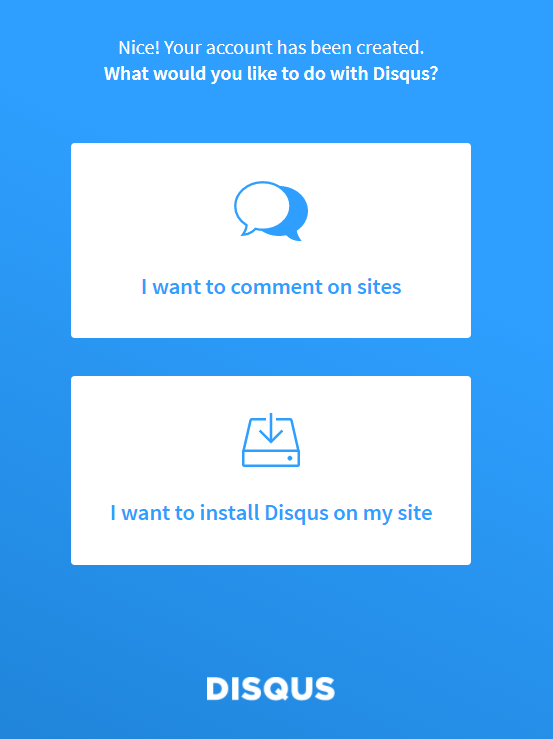 Nice! Your account has been created.
What would you like to do with Disqus?
I want to comment on sites
I want to install Disqus on my site
DISQUS